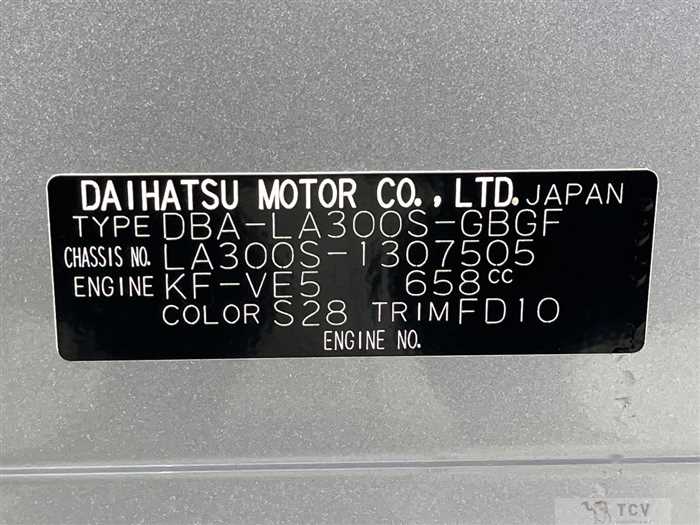 DAIHATSU MOTOR CO., LTD. JAPAN
TYPE DBA-LA300S-GBGF
CHASSIS NO. LA300S-1307505
ENGINE KF-VE5 658cc
COLOR S28 TRIM FD10
ENGINE NO.
TCV